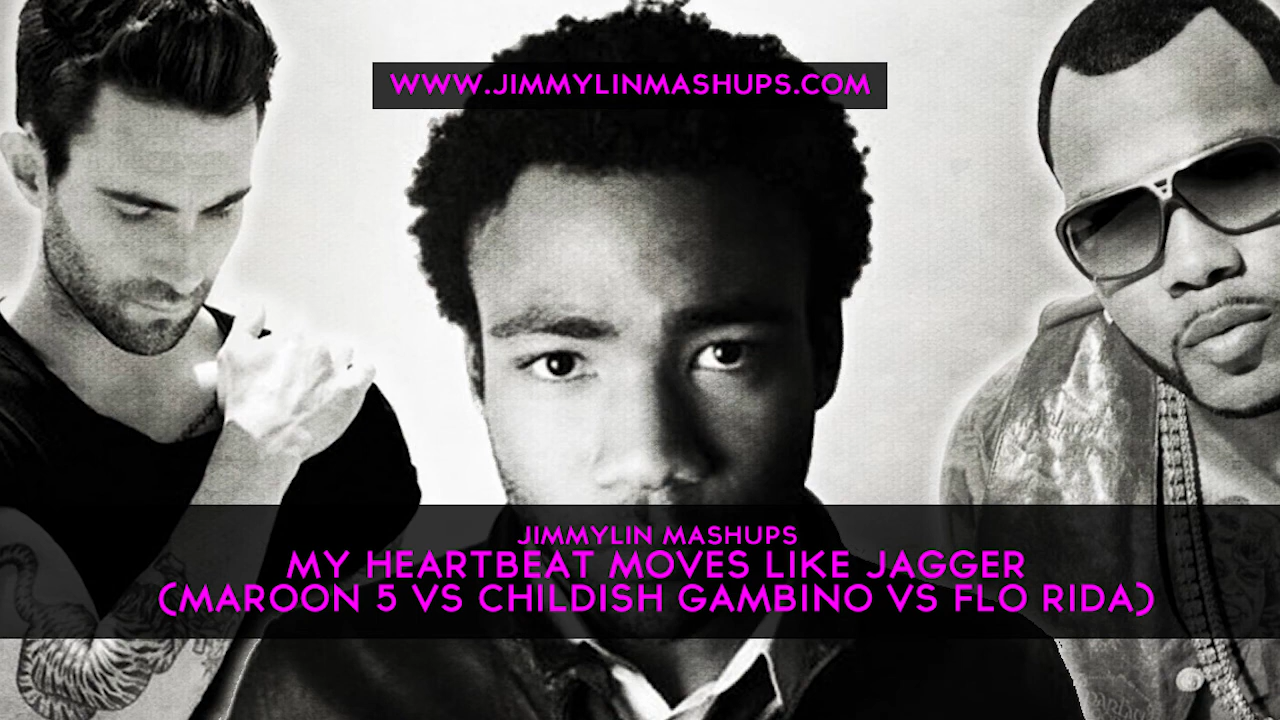 WWW.JIMMYLINMASHUPS.COM
JIMMYLIN MASHUPS
MY HEARTBEAT MOVES LIKE JAGGER
(MAROON 5 VS CHILDISH GAMBINO VS FLO RIDA)